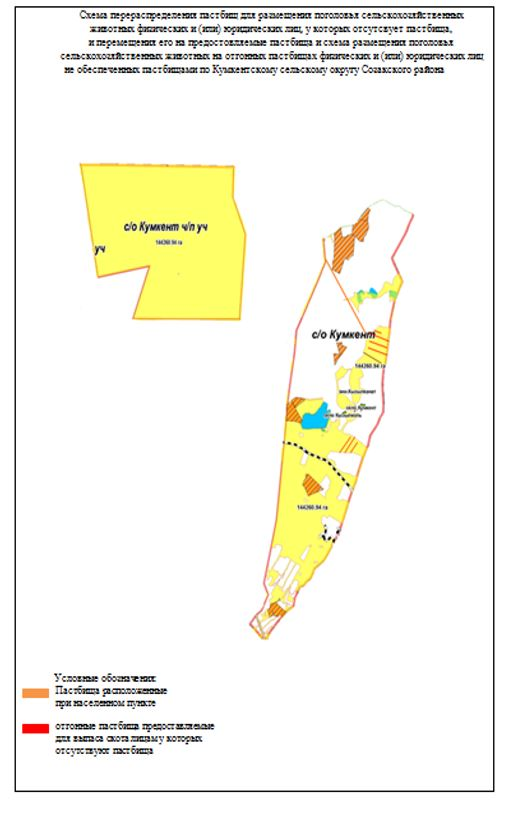 Схема перераспределения пастбищ для размещения поголовья сельскохозяйственных
животных физических и (или) юридических лиц, у которых отсутсвует пастбища,
и перемещения его на предоставляемые пастбища и схема размещения поголовья
сельскохозяйственных животных на отгонных пастбищах физических и (или) юридических лиц
не обеспеченных пастбищами по Кумкентскому сельскому округу Созакского района
с/о Кумкент ч/п уч
144260.94 га
уч
с/о Кумкент
144260.94 га
144260.94 га
Условные обозначения:
Пастбища расположенные
при населенном пункте
отгонные пастбища предоставляемые
для выпаса скота лицам у которых
отсутствуют пастбища